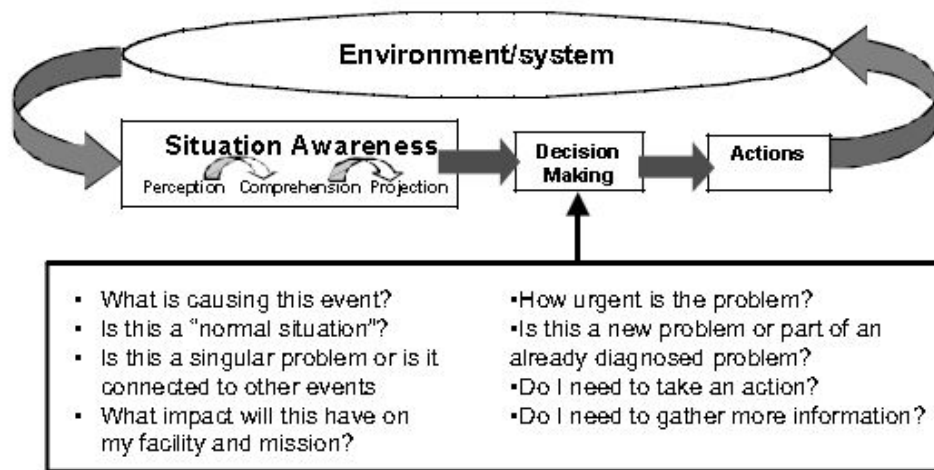 Environment/system
Situation Awareness
Perception Comprehension Projection
Decision
Making
Actions
▪ What is causing this event?
▪ Is this a "normal situation"?
▪ Is this a singular problem or is it
connected to other events
▪ What impact will this have on
my facility and mission?
▪How urgent is the problem?
▪Is this a new problem or part of an
already diagnosed problem?
▪Do I need to take an action?
▪Do I need to gather more information?